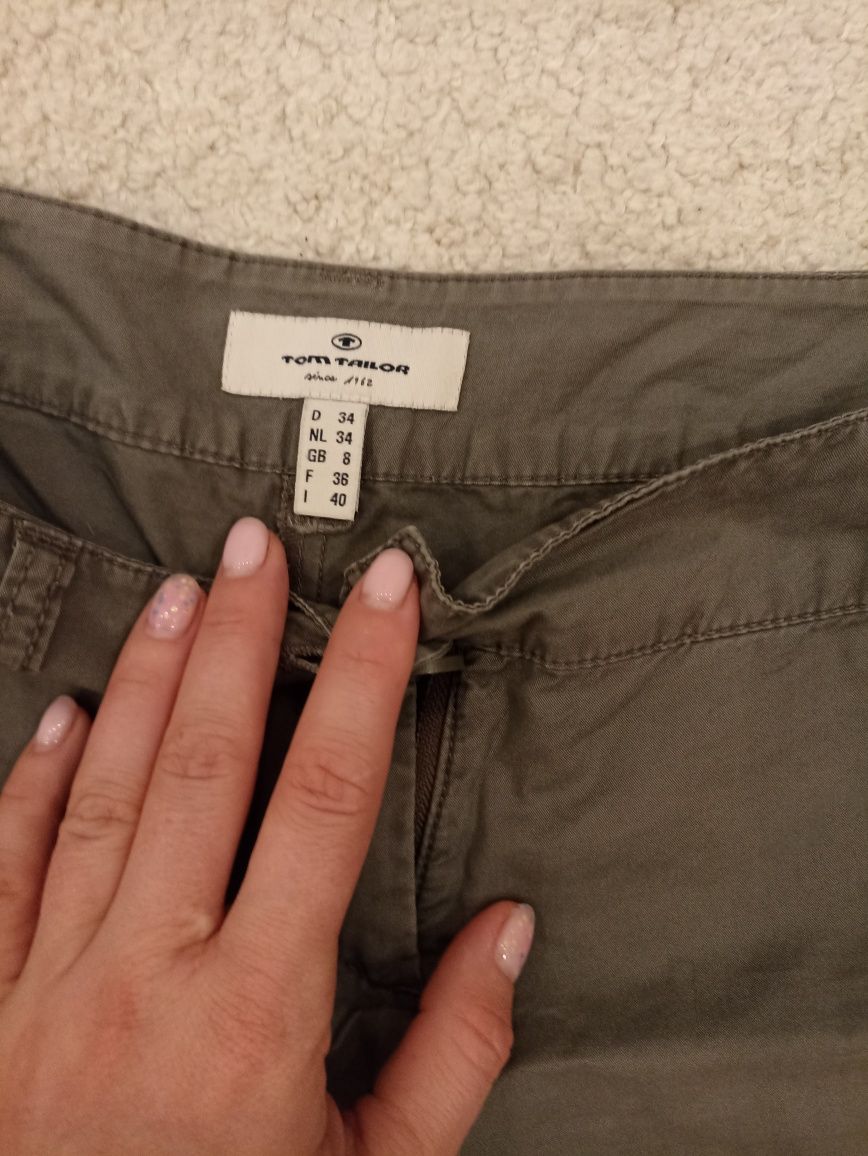 TOM TAILOR
since 1962
D 34
NL 34
GB 8
F 36
I 40